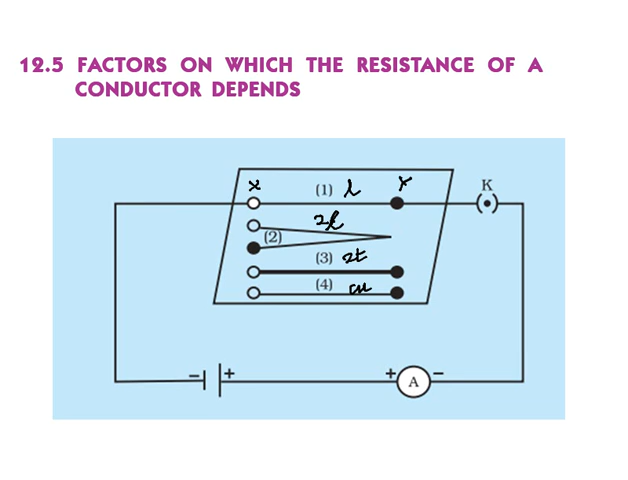 12.5 FACTORS ON WHICH THE RESISTANCE OF A
CONDUCTOR DEPENDS
X (1) l Y K
2l
(2)
(3) 2t
(4) cu
– + + A –